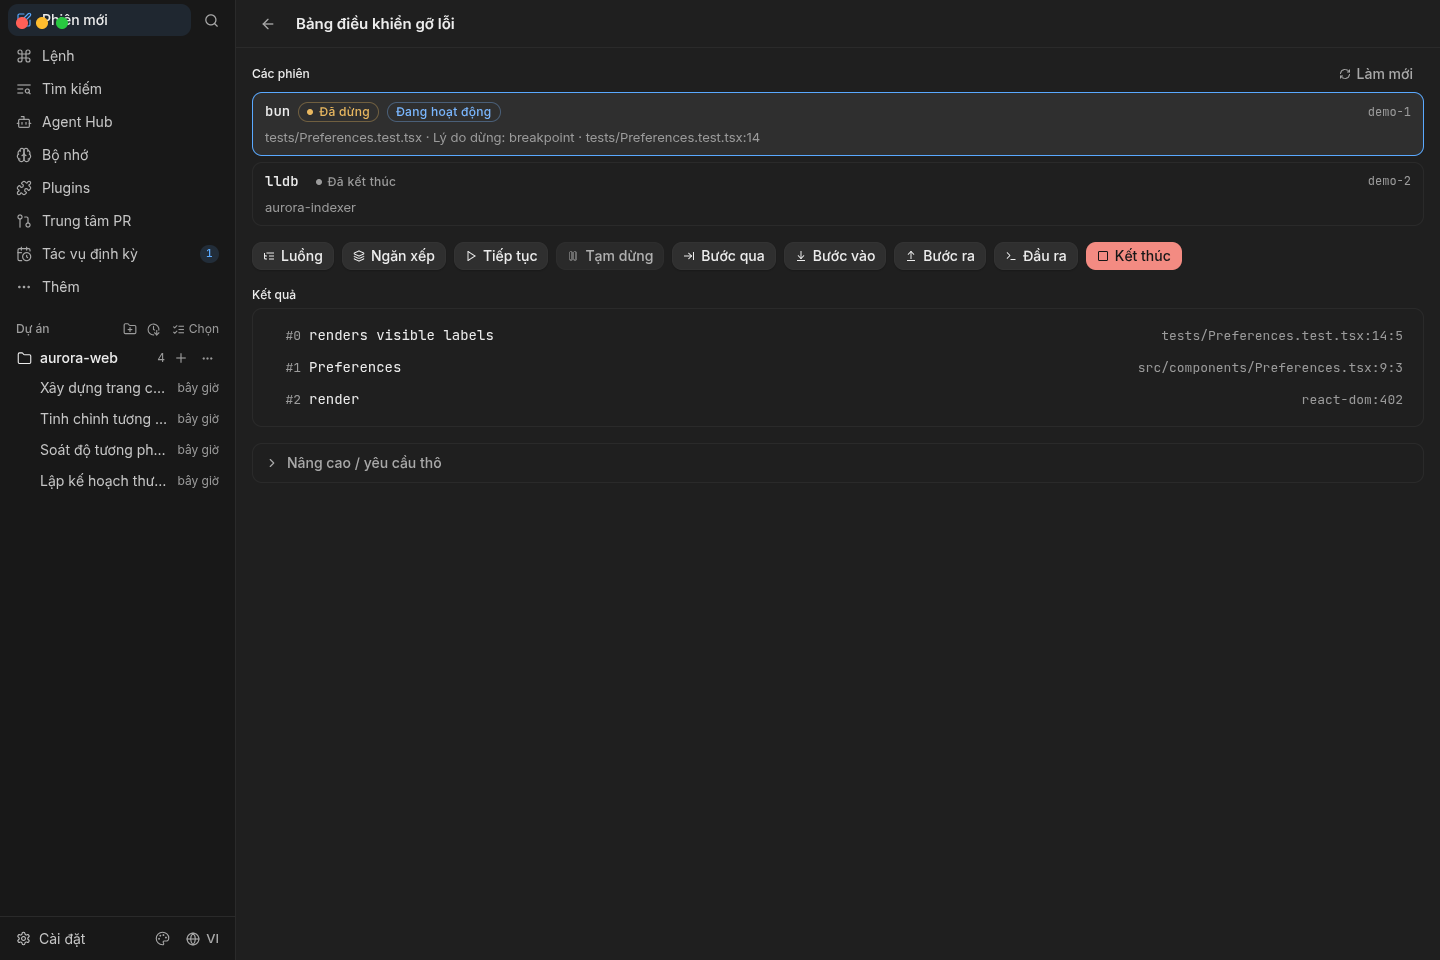 Phiên mới
Lệnh
Tìm kiếm
Agent Hub
Bộ nhớ
Plugins
Trung tâm PR
Tác vụ định kỳ 1
Thêm
Dự án Chọn
aurora-web 4
Xây dựng trang c... bây giờ
Tinh chỉnh tương ... bây giờ
Soát độ tương ph... bây giờ
Lập kế hoạch thư... bây giờ
Cài đặt VI
Bảng điều khiển gỡ lỗi
Các phiên Làm mới
bun Đã dừng Đang hoạt động demo-1
tests/Preferences.test.tsx · Lý do dừng: breakpoint · tests/Preferences.test.tsx:14
lldb Đã kết thúc demo-2
aurora-indexer
Luồng Ngăn xếp Tiếp tục Tạm dừng Bước qua Bước vào Bước ra Đầu ra Kết thúc
Kết quả
#0 renders visible labels tests/Preferences.test.tsx:14:5
#1 Preferences src/components/Preferences.tsx:9:3
#2 render react-dom:402
Nâng cao / yêu cầu thô